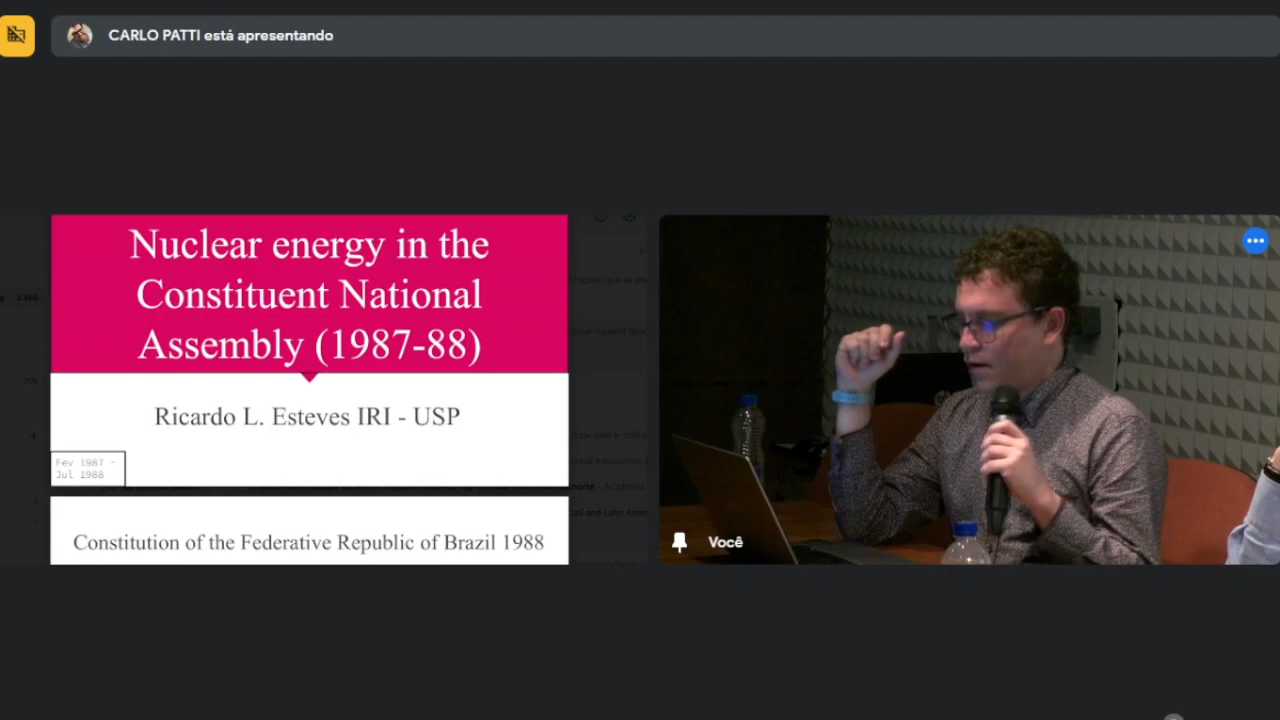 CARLO PATTI está apresentando
Nuclear energy in the
Constituent National
Assembly (1987-88)
Ricardo L. Esteves IRI - USP
Fev 1987 -
Jul 1988
Constitution of the Federative Republic of Brazil 1988
Você